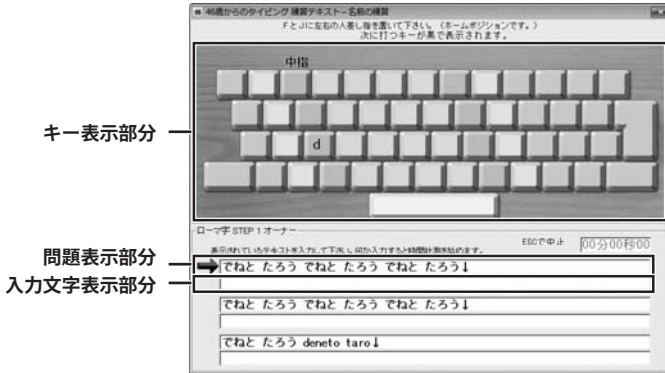 46歳からのタイピング 練習テキスト－名前の練習
FとJに左右の人差し指を置いて下さい。（ホームポジションです。）
次に打つキーが黒で表示されます。
中指
キー表示部分
d
ローマ字 STEP 1 オーナー
表示されているテキストを入力して下さい。何か入力すると時間計測を始めます。
ESCで中止
00分00秒00
問題表示部分
でねと たろう でねと たろう でねと たろう↓
入力文字表示部分
でねと たろう でねと たろう でねと たろう↓
でねと たろう deneto taro↓